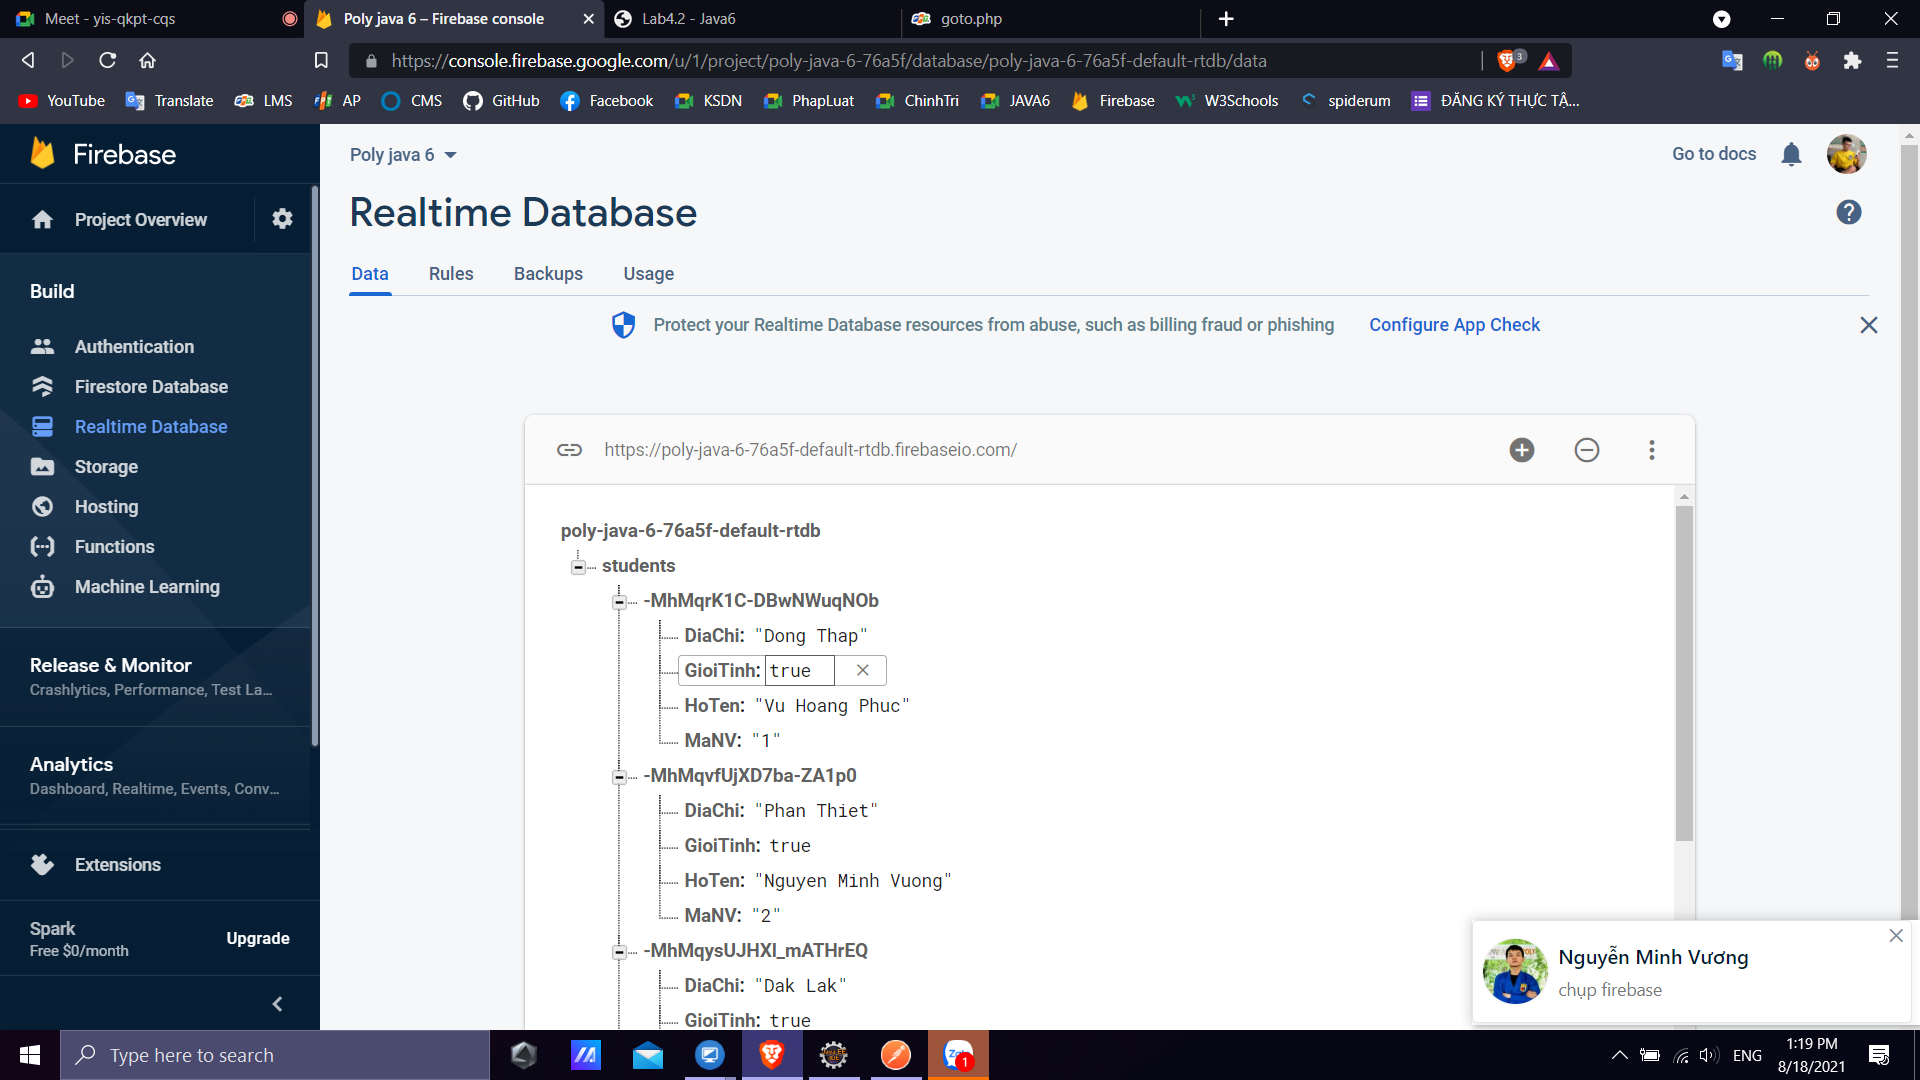 Meet - yis-qkpt-cqs
Poly java 6 – Firebase console
Lab4.2 - Java6
goto.php
https://console.firebase.google.com/u/1/project/poly-java-6-76a5f/database/poly-java-6-76a5f-default-rtdb/data
3
YouTube
Translate
LMS
AP
CMS
GitHub
Facebook
KSDN
PhapLuat
ChinhTri
JAVA6
Firebase
W3Schools
spiderum
ĐĂNG KÝ THỰC TẬ...
Firebase
Project Overview
Build
Authentication
Firestore Database
Realtime Database
Storage
Hosting
Functions
Machine Learning
Release & Monitor
Crashlytics, Performance, Test La...
Analytics
Dashboard, Realtime, Events, Conv...
Extensions
Spark
Free $0/month
Upgrade
Poly java 6
Go to docs
Realtime Database
Data
Rules
Backups
Usage
Protect your Realtime Database resources from abuse, such as billing fraud or phishing
Configure App Check
https://poly-java-6-76a5f-default-rtdb.firebaseio.com/
poly-java-6-76a5f-default-rtdb
students
-MhMqrK1C-DBwNWuqNOb
DiaChi: "Dong Thap"
GioiTinh: true
HoTen: "Vu Hoang Phuc"
MaNV: "1"
-MhMqvfUjXD7ba-ZA1p0
DiaChi: "Phan Thiet"
GioiTinh: true
HoTen: "Nguyen Minh Vuong"
MaNV: "2"
-MhMqysUJHXI_mATHrEQ
DiaChi: "Dak Lak"
GioiTinh: true
Nguyễn Minh Vương
chụp firebase
Type here to search
1
ENG
1:19 PM
8/18/2021